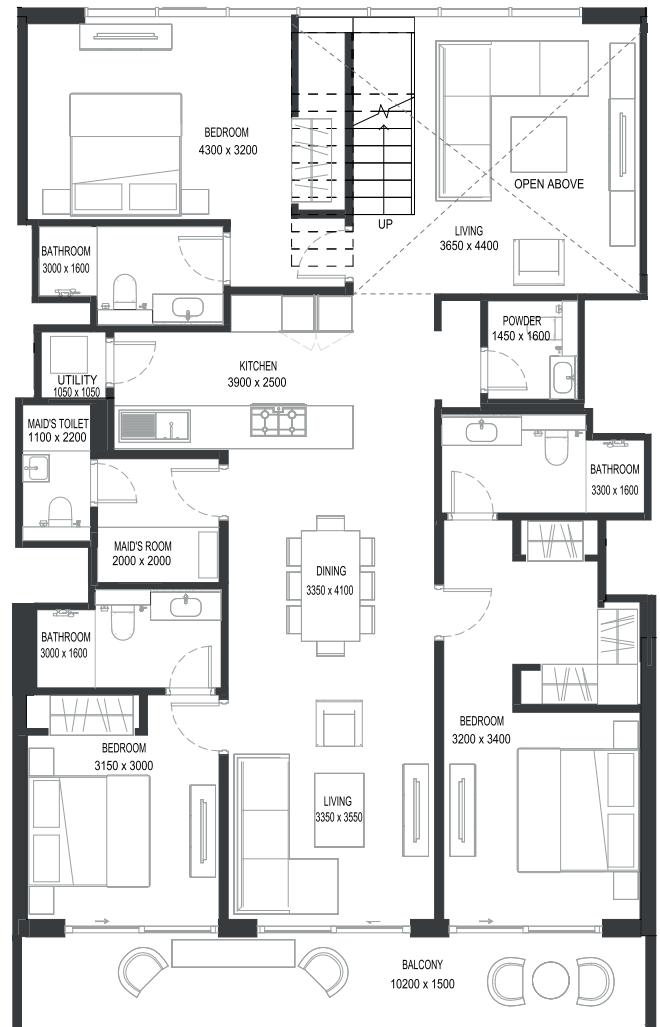 BEDROOM
4300 x 3200
OPEN ABOVE
UP
LIVING
3650 x 4400
BATHROOM
3000 x 1600
POWDER
1450 x 1600
KITCHEN
3900 x 2500
UTILITY
1050 x 1050
MAID'S TOILET
1100 x 2200
BATHROOM
3300 x 1600
MAID'S ROOM
2000 x 2000
DINING
3350 x 4100
BATHROOM
3000 x 1600
BEDROOM
3200 x 3400
BEDROOM
3150 x 3000
LIVING
3350 x 3550
BALCONY
10200 x 1500